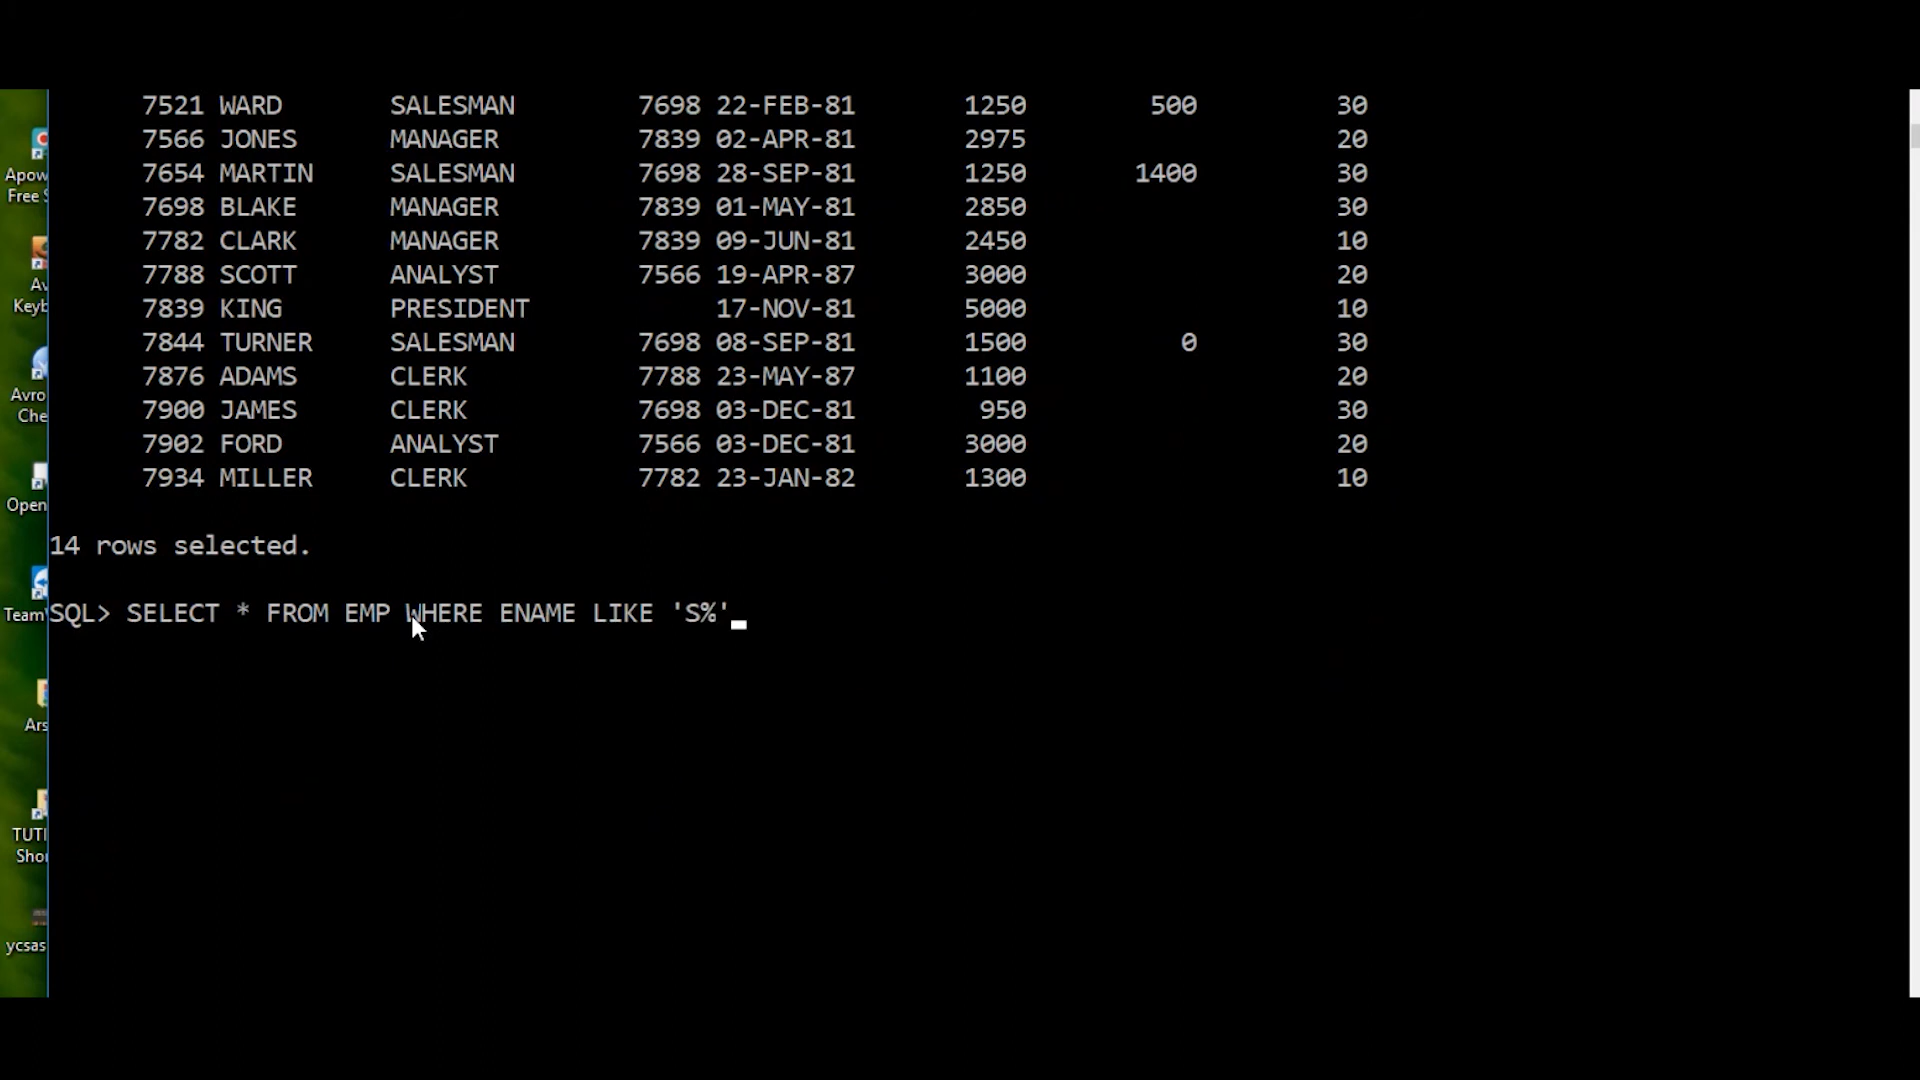 7521 WARD SALESMAN 7698 22-FEB-81 1250 500 30
7566 JONES MANAGER 7839 02-APR-81 2975 20
7654 MARTIN SALESMAN 7698 28-SEP-81 1250 1400 30
7698 BLAKE MANAGER 7839 01-MAY-81 2850 30
7782 CLARK MANAGER 7839 09-JUN-81 2450 10
7788 SCOTT ANALYST 7566 19-APR-87 3000 20
7839 KING PRESIDENT 17-NOV-81 5000 10
7844 TURNER SALESMAN 7698 08-SEP-81 1500 0 30
7876 ADAMS CLERK 7788 23-MAY-87 1100 20
7900 JAMES CLERK 7698 03-DEC-81 950 30
7902 FORD ANALYST 7566 03-DEC-81 3000 20
7934 MILLER CLERK 7782 23-JAN-82 1300 10
14 rows selected.
SQL> SELECT * FROM EMP WHERE ENAME LIKE 'S%'
Apow
Free S
Av
Keyb
Avro
Che
Open
Team
Ars
TUTI
Shor
ycsas